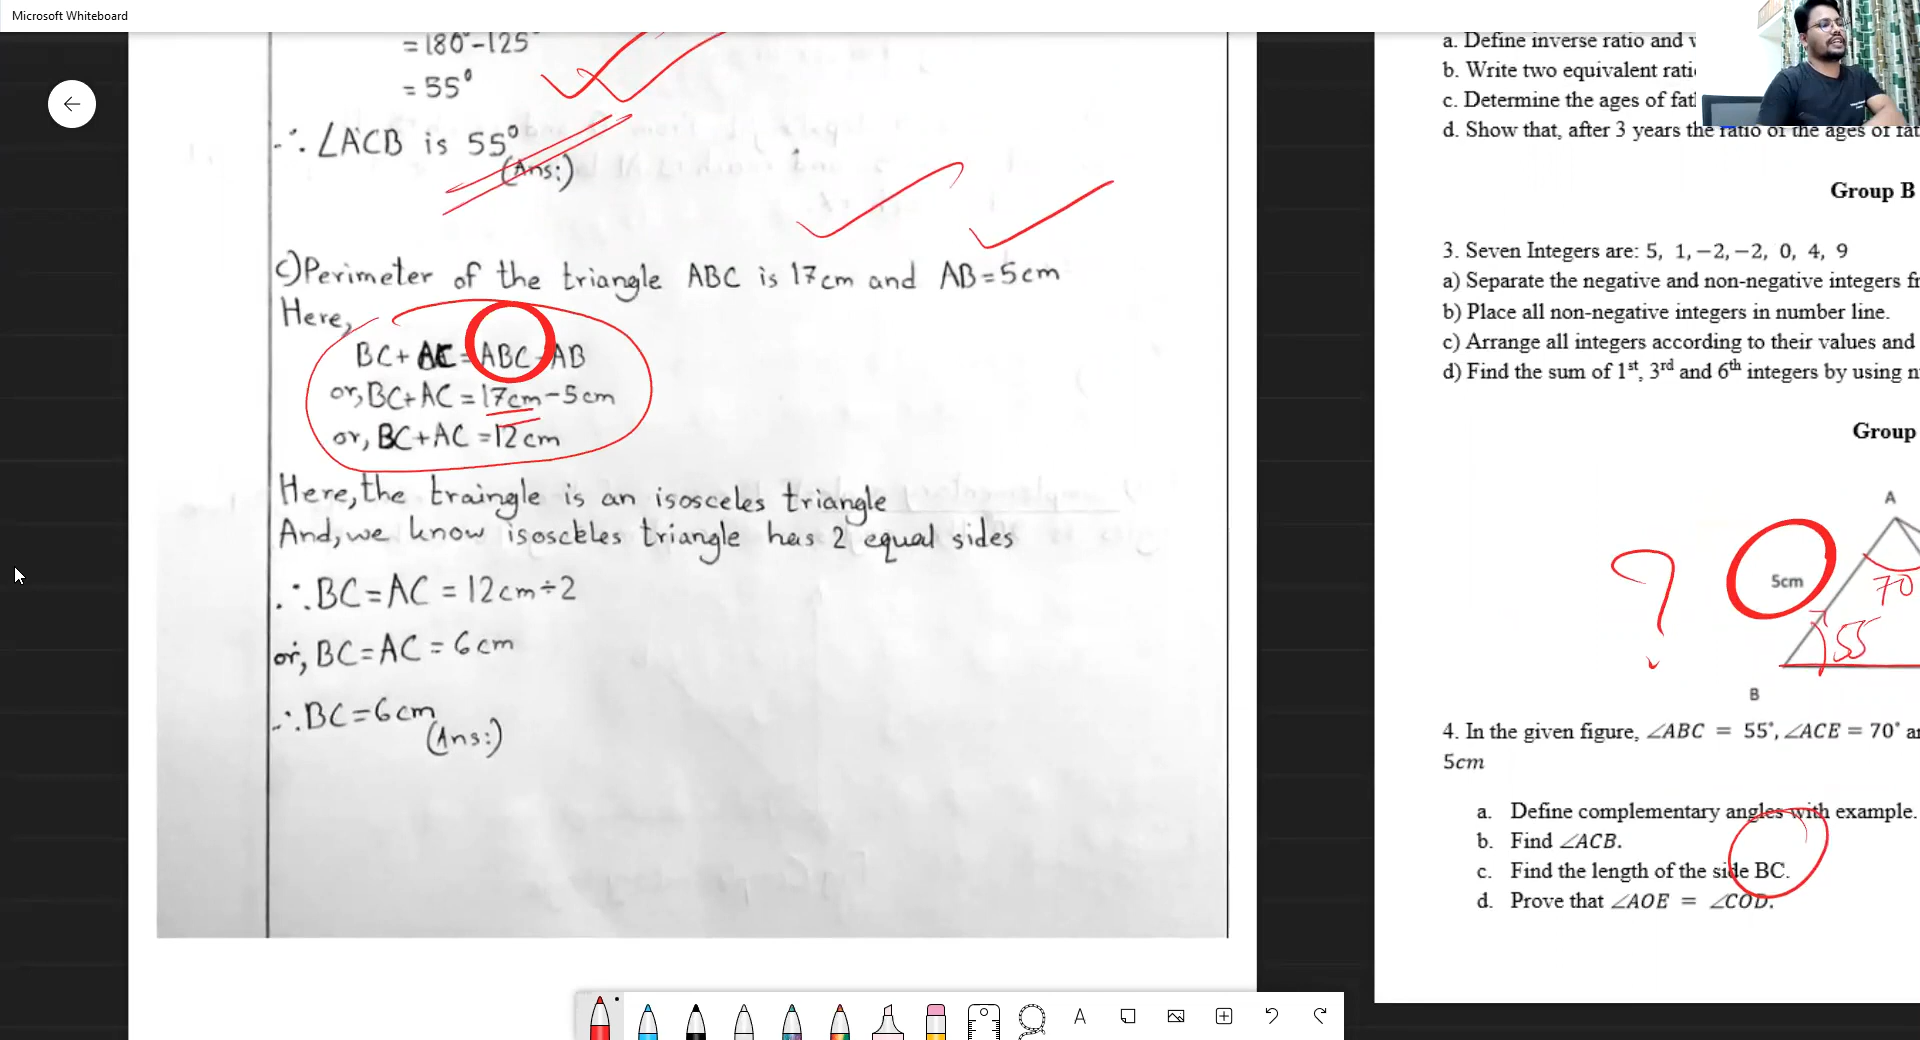 Microsoft Whiteboard
= 180° - 125°
= 55°
∴ ∠ACB is 55°
(Ans:)
c) Perimeter of the triangle ABC is 17cm and AB = 5cm
Here,
BC + AC = ABC - AB
or, BC + AC = 17cm - 5cm
or, BC + AC = 12cm
Here, the traingle is an isosceles triangle
And, we know isosceles triangle has 2 equal sides
∴ BC = AC = 12cm ÷ 2
or, BC = AC = 6cm
∴ BC = 6cm
(Ans:)
a. Define inverse ratio and
b. Write two equivalent rati
c. Determine the ages of fat
d. Show that, after 3 years the ratio of the ages of fat
Group B
3. Seven Integers are: 5, 1, −2, −2, 0, 4, 9
a) Separate the negative and non-negative integers fr
b) Place all non-negative integers in number line.
c) Arrange all integers according to their values and
d) Find the sum of 1st, 3rd and 6th integers by using n
Group
A
?
5cm
70
55
B
4. In the given figure, ∠ABC = 55°, ∠ACE = 70° an
5cm
a. Define complementary angles with example.
b. Find ∠ACB.
c. Find the length of the side BC.
d. Prove that ∠AOE = ∠COD.
A